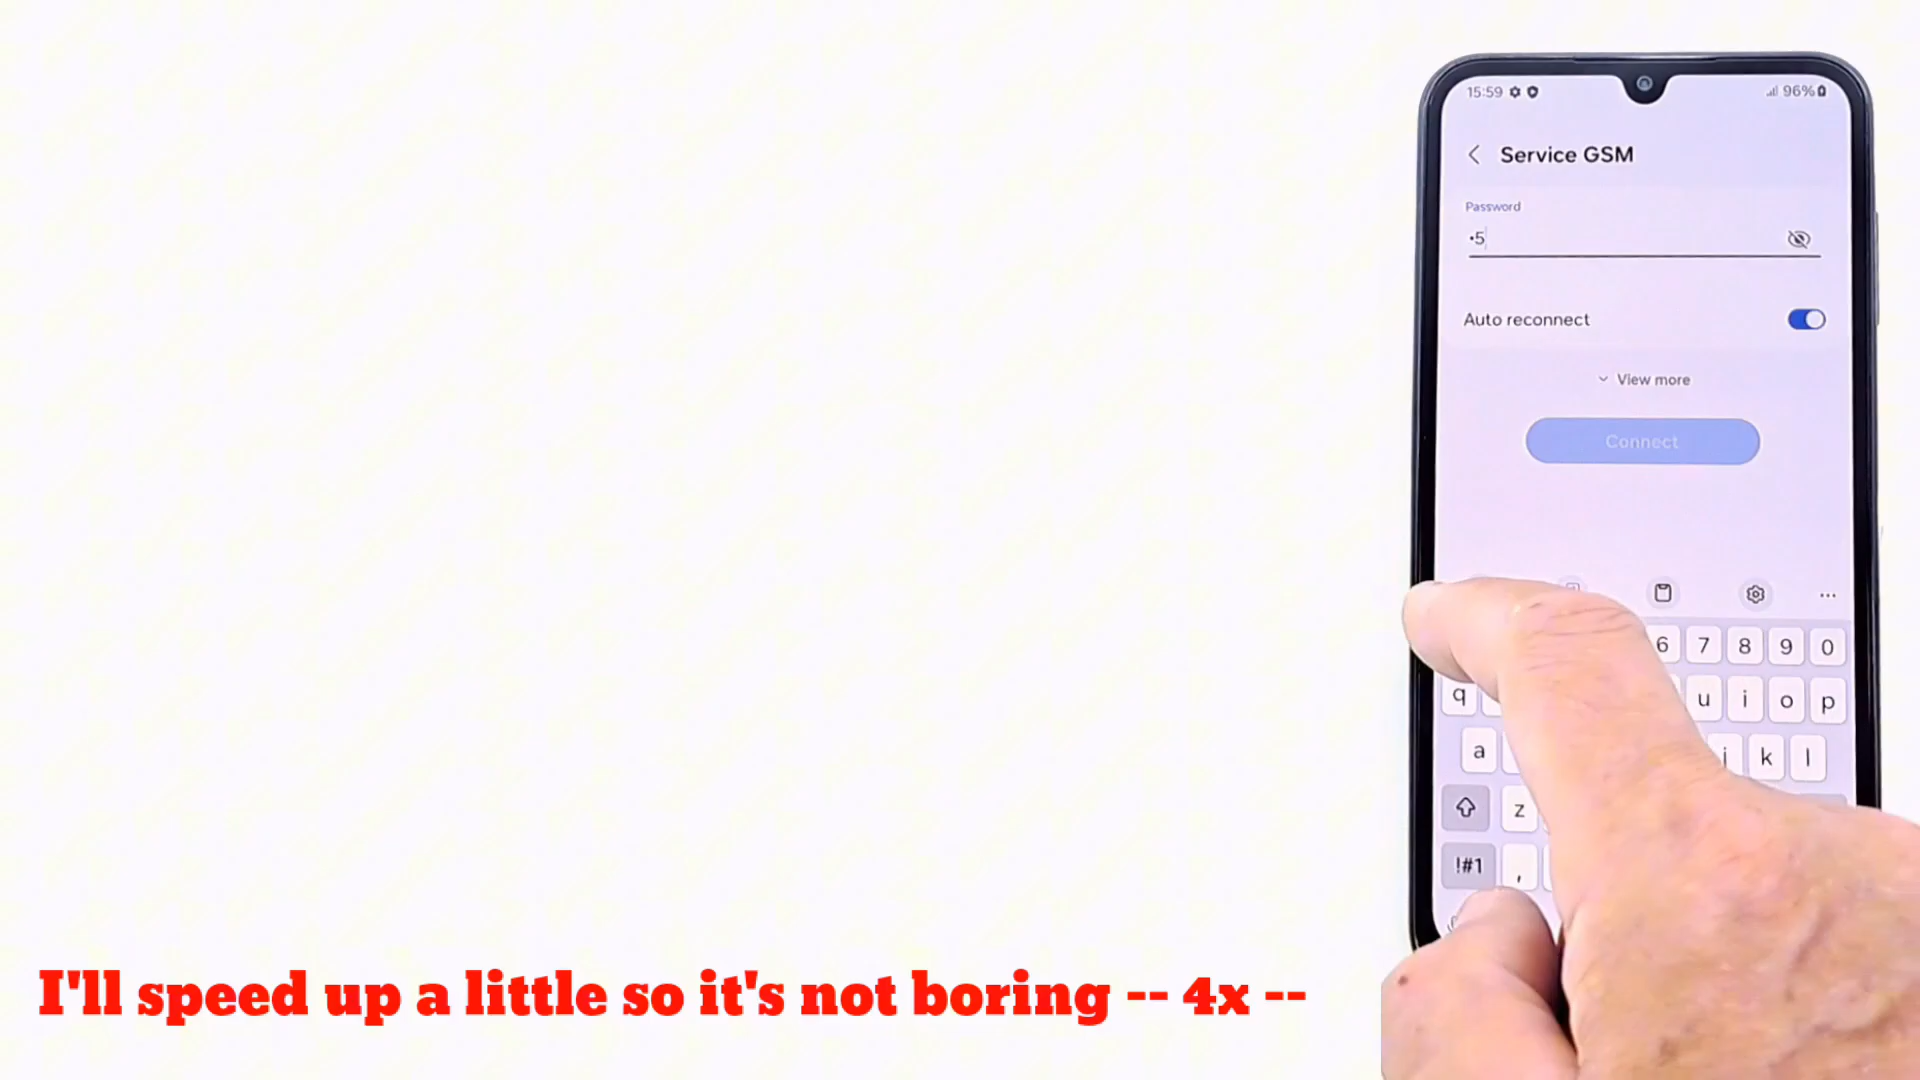 15:59
96%
Service GSM
Password
•5
Auto reconnect
View more
Connect
6 7 8 9 0
q u i o p
a j k l
z
!#1 ,
I'll speed up a little so it's not boring -- 4x --